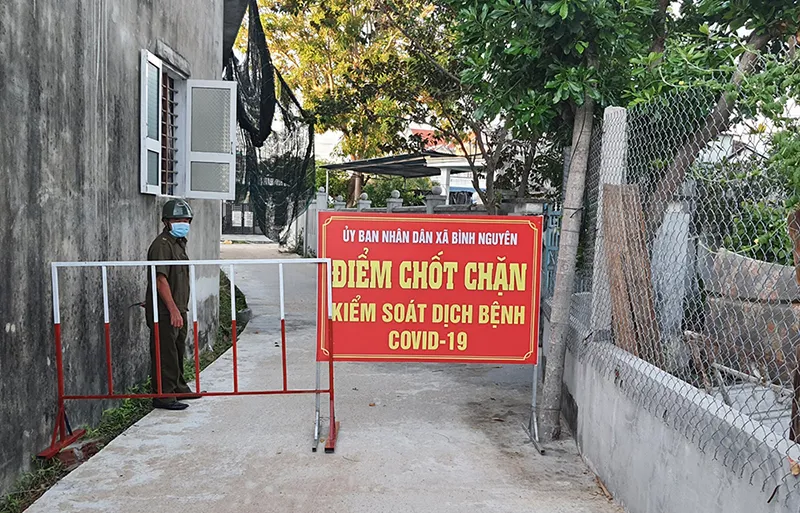 ỦY BAN NHÂN DÂN XÃ BÌNH NGUYÊN
ĐIỂM CHỐT CHẶN
KIỂM SOÁT DỊCH BỆNH
COVID-19